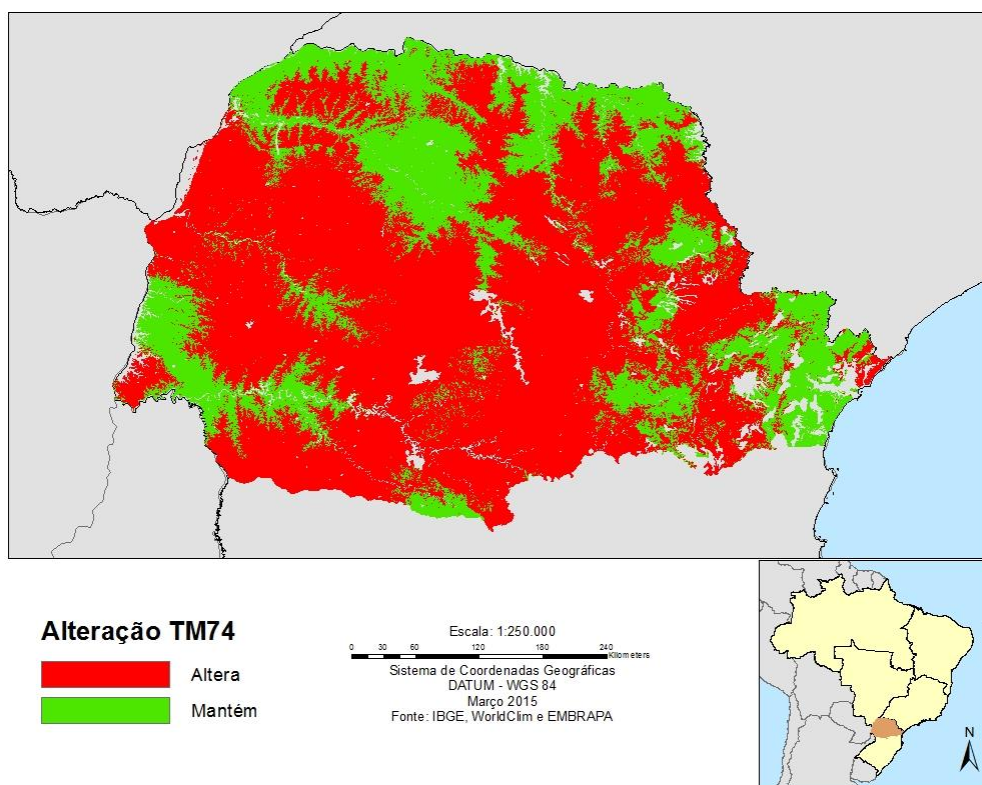 Alteração TM74
Altera
Mantém
Escala: 1:250.000
0 15 30 60 120 180 240
Kilometers
Sistema de Coordenadas Geográficas
DATUM - WGS 84
Março 2015
Fonte: IBGE, WorldClim e EMBRAPA
N